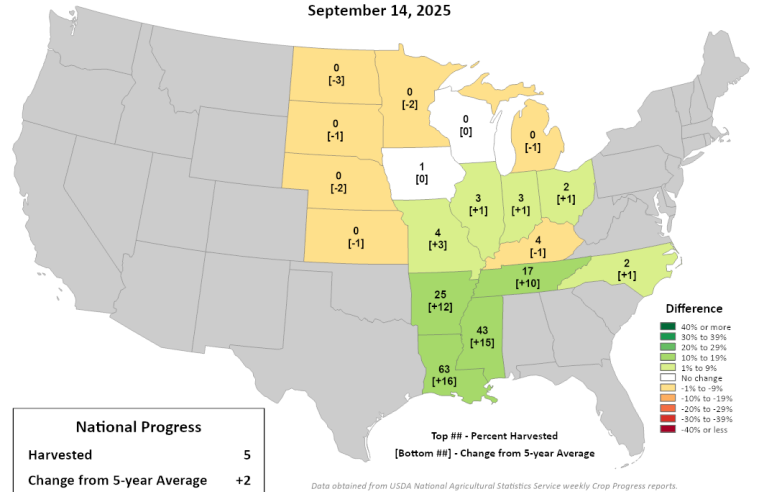 September 14, 2025
0
[-3]
0
[-2]
0
[0]
0
[-1]
0
[-1]
1
[0]
0
[-2]
3
[+1]
3
[+1]
2
[+1]
0
[-1]
4
[+3]
4
[-1]
17
[+10]
2
[+1]
25
[+12]
43
[+15]
63
[+16]
Difference
40% or more
30% to 39%
20% to 29%
10% to 19%
1% to 9%
No change
-1% to -9%
-10% to -19%
-20% to -29%
-30% to -39%
-40% or less
National Progress
Harvested 5
Change from 5-year Average +2
Top ## - Percent Harvested
[Bottom ##] - Change from 5-year Average
Data obtained from USDA National Agricultural Statistics Service weekly Crop Progress reports.